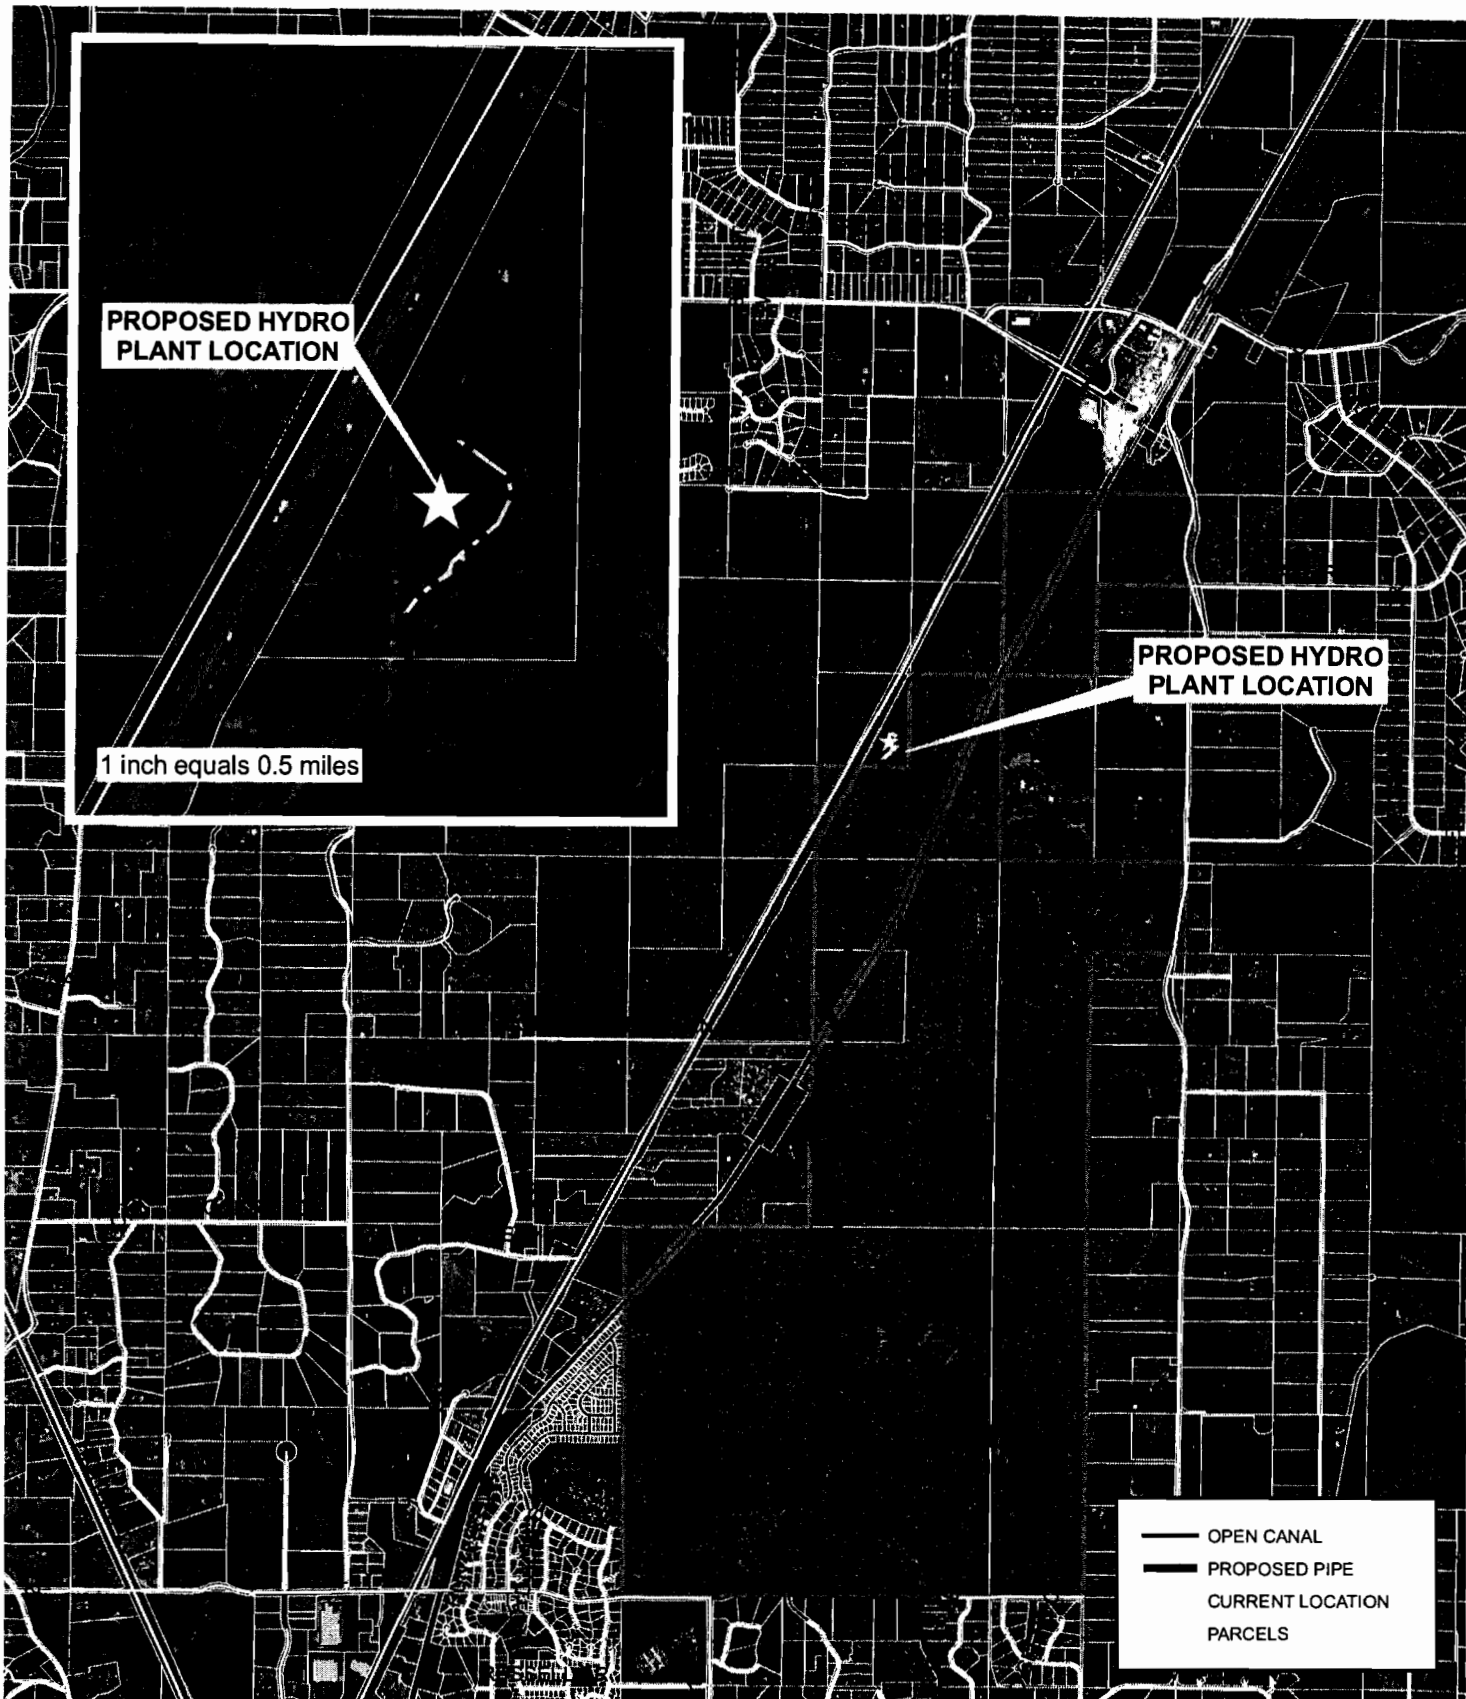 PROPOSED HYDRO
PLANT LOCATION
1 inch equals 0.5 miles
PROPOSED HYDRO
PLANT LOCATION
OPEN CANAL
PROPOSED PIPE
CURRENT LOCATION
PARCELS